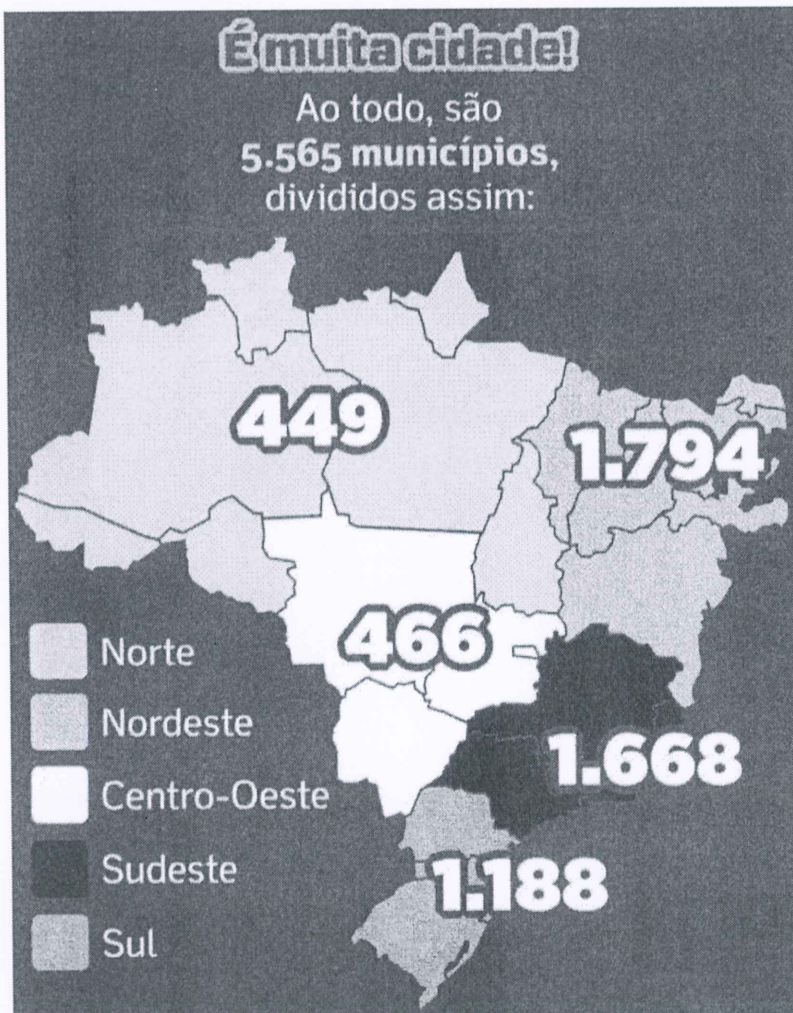 É muita cidade!
Ao todo, são
5.565 municípios,
divididos assim:
449
1.794
466
1.668
1.188
Norte
Nordeste
Centro-Oeste
Sudeste
Sul